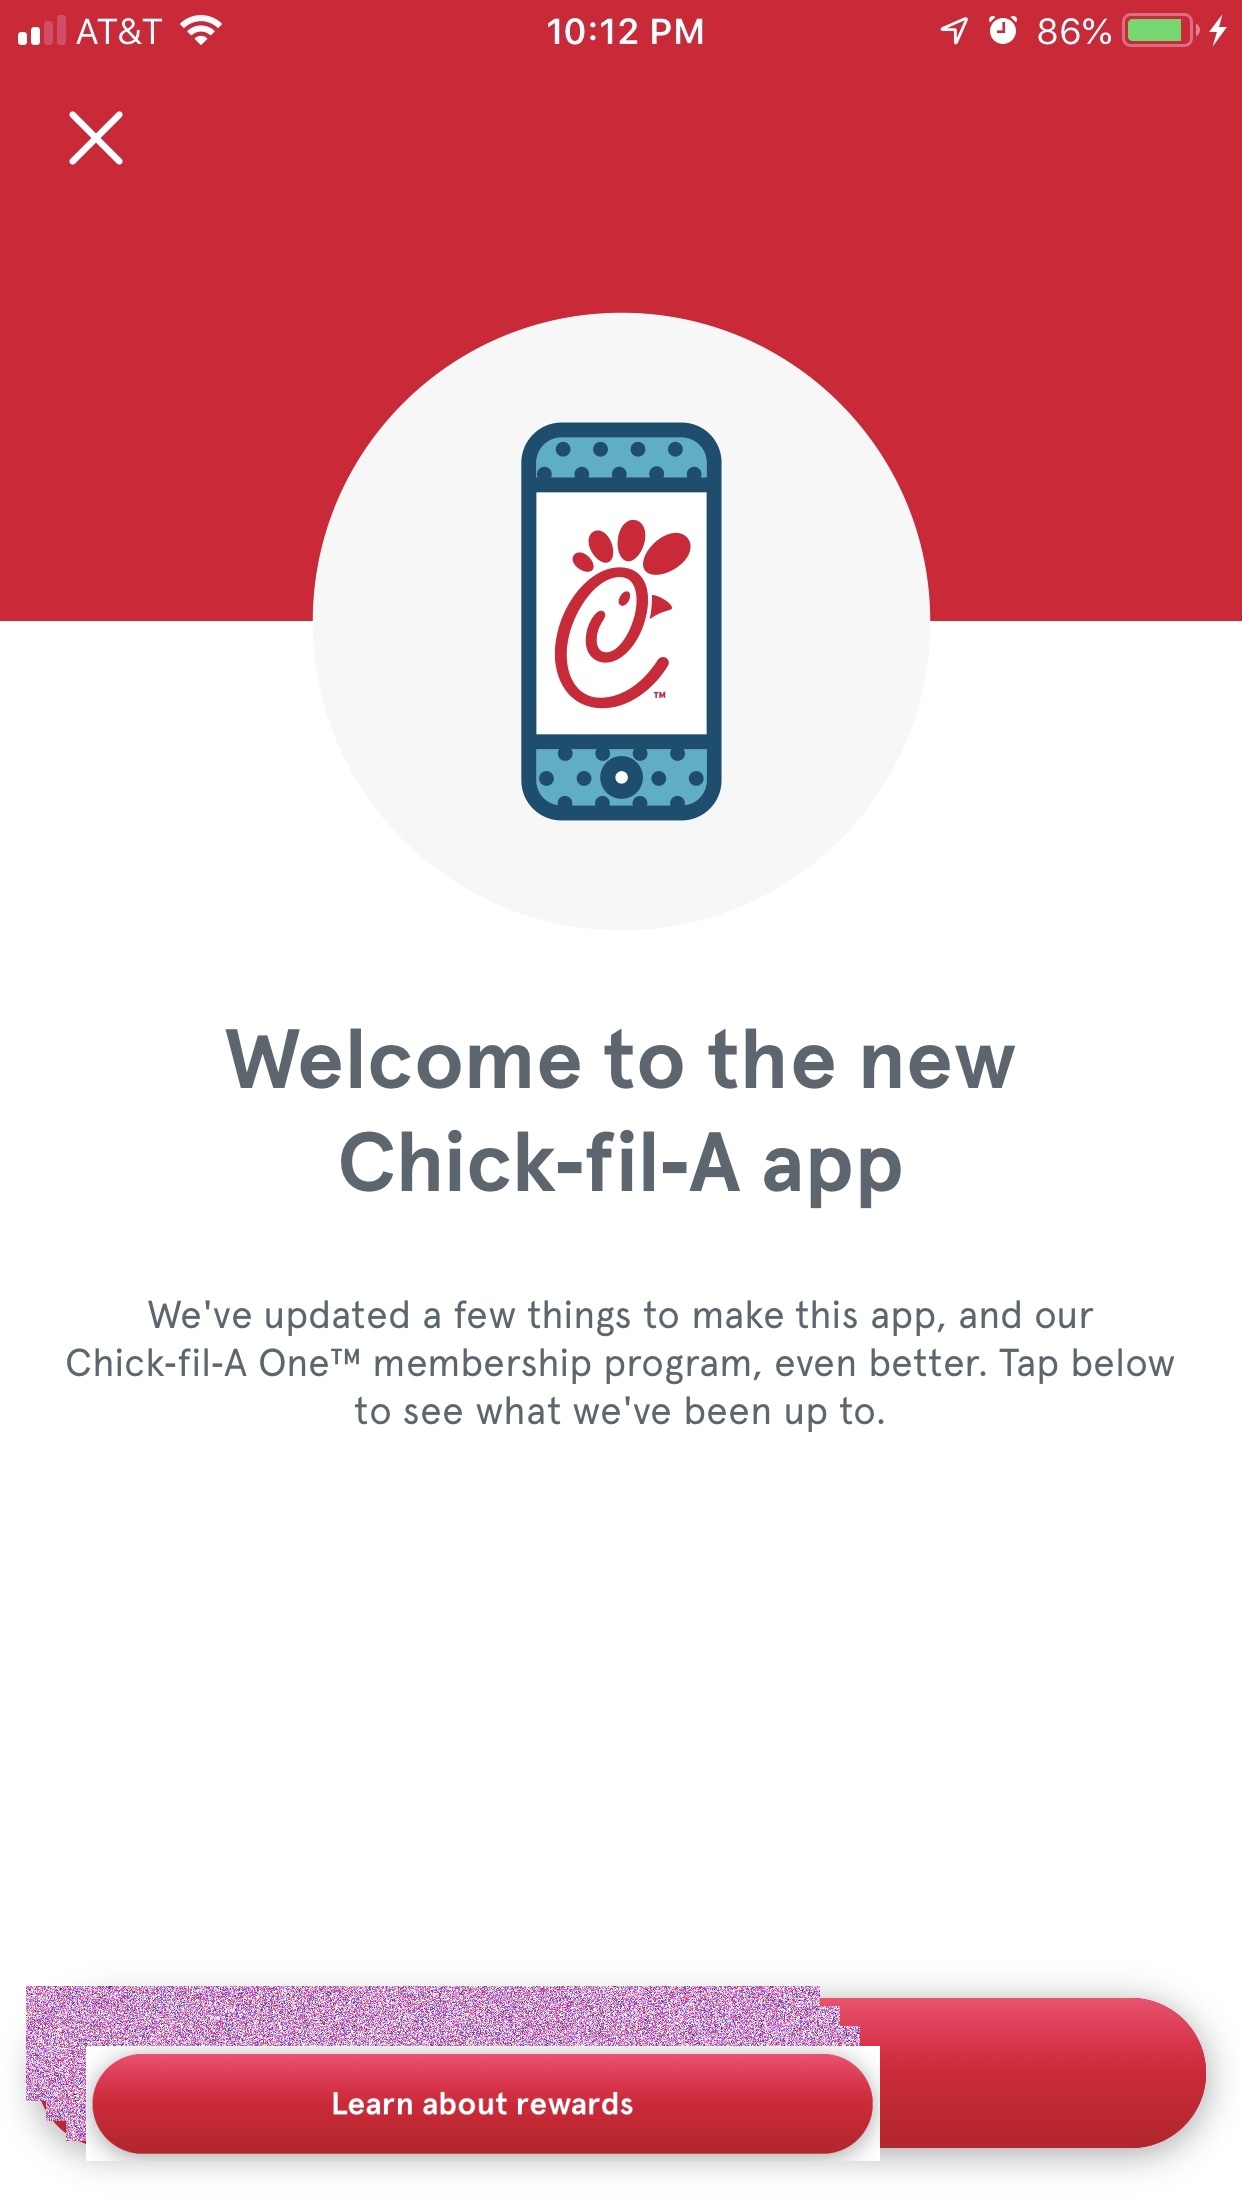 AT&T 10:12 PM 86%
TM
Welcome to the new
Chick-fil-A app
We've updated a few things to make this app, and our
Chick-fil-A One™ membership program, even better. Tap below
to see what we've been up to.
Learn about rewards